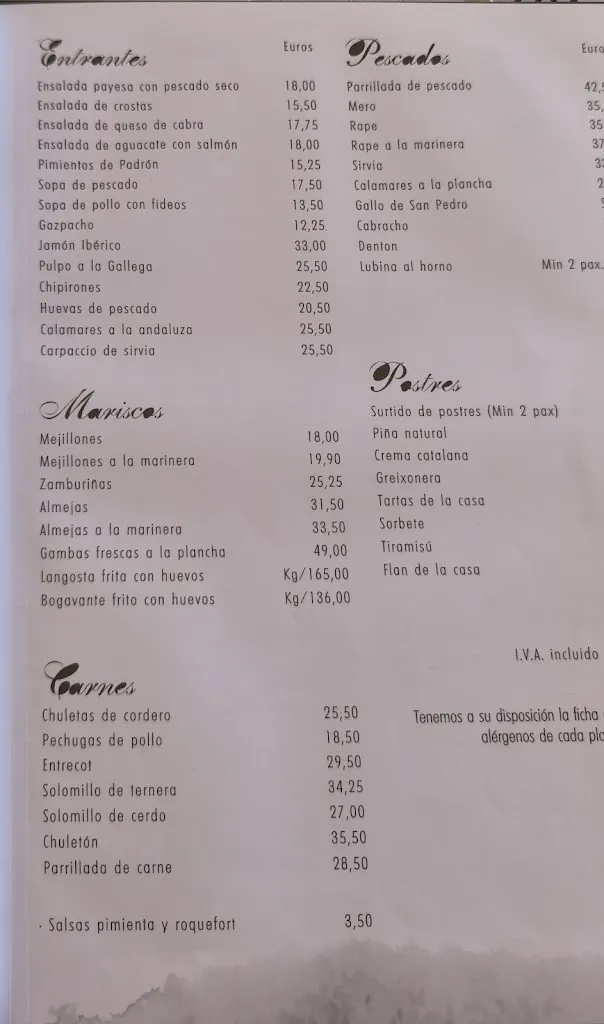 Entrantes
Euros
Ensalada payesa con pescado seco 18,00
Ensalada de crostas 15,50
Ensalada de queso de cabra 17,75
Ensalada de aguacate con salmón 18,00
Pimientos de Padrón 15,25
Sopa de pescado 17,50
Sopa de pollo con fideos 13,50
Gazpacho 12,25
Jamón Ibérico 33,00
Pulpo a la Gallega 25,50
Chipirones 22,50
Huevas de pescado 20,50
Calamares a la andaluza 25,50
Carpaccio de sirvia 25,50
Mariscos
Mejillones 18,00
Mejillones a la marinera 19,90
Zamburiñas 25,25
Almejas 31,50
Almejas a la marinera 33,50
Gambas frescas a la plancha 49,00
Langosta frita con huevos Kg/165,00
Bogavante frito con huevos Kg/136,00
Carnes
Chuletas de cordero 25,50
Pechugas de pollo 18,50
Entrecot 29,50
Solomillo de ternera 34,25
Solomillo de cerdo 27,00
Chuletón 35,50
Parrillada de carne 28,50
· Salsas pimienta y roquefort 3,50
Pescados
Euro
Parrillada de pescado 42,
Mero 35,
Rape 35
Rape a la marinera 37
Sirvia
Calamares a la plancha 2
Gallo de San Pedro
Cabracho
Denton
Lubina al horno Min 2 pax.
Postres
Surtido de postres (Min 2 pax)
Piña natural
Crema catalana
Greixonera
Tartas de la casa
Sorbete
Tiramisú
Flan de la casa
I.V.A. incluido
Tenemos a su disposición la ficha
alérgenos de cada pla